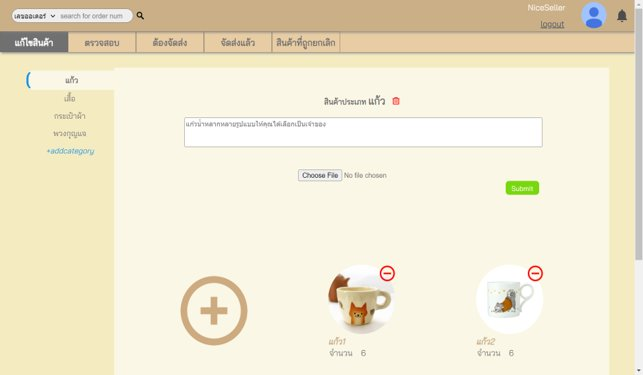 NiceSeller
เลขออเดอร์ search for order num
logout
แก้ไขสินค้า ตรวจสอบ ต้องจัดส่ง จัดส่งแล้ว สินค้าที่ถูกยกเลิก
แก้ว
เสื้อ
กระเป๋าผ้า
พวงกุญแจ
+addcategory
สินค้าประเภท แก้ว
แก้วน้ำหลากหลายรูปแบบให้คุณได้เลือกเป็นเจ้าของ
Choose File No file chosen
Submit
แก้ว1
จำนวน 6
แก้ว2
จำนวน 6